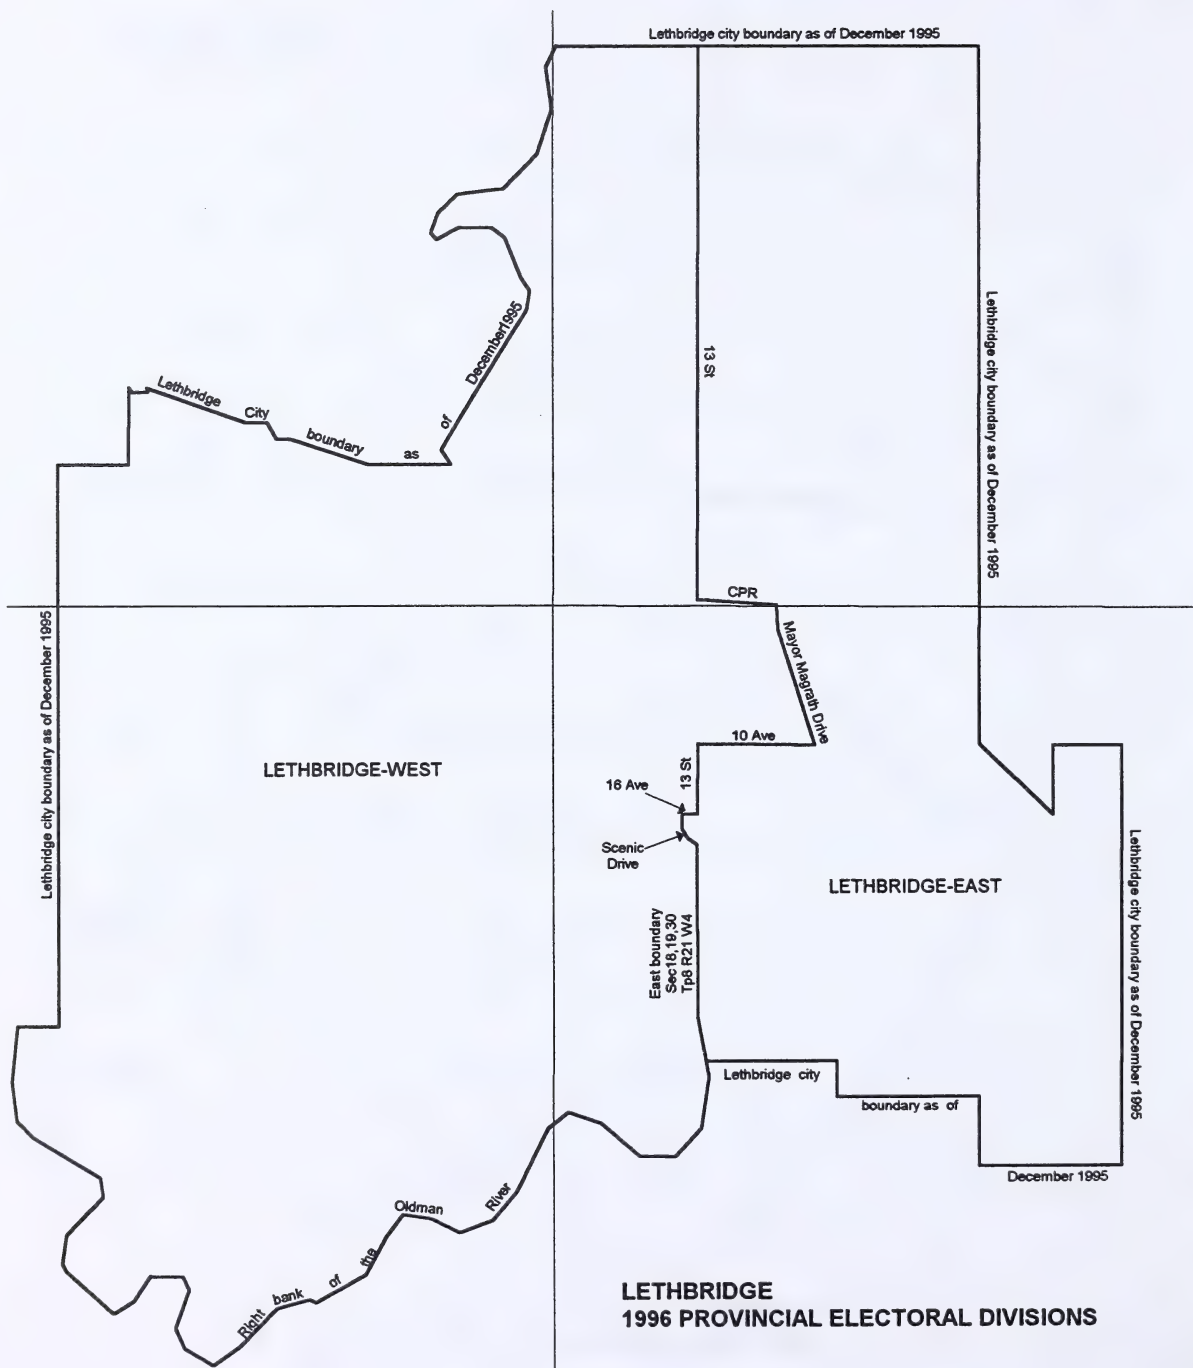 Lethbridge city boundary as of December 1995
Lethbridge city boundary as of December 1995
13 St
Lethbridge City boundary as of December1995
CPR
Mayor Magrath Drive
Lethbridge city boundary as of December 1995
10 Ave
LETHBRIDGE-WEST
13 St
16 Ave
Scenic
Drive
LETHBRIDGE-EAST
Lethbridge city boundary as of December 1995
East boundary
Sec18,19,30
Tp8 R21 W4
Lethbridge city
boundary as of
December 1995
Right bank of the Oldman River
LETHBRIDGE
1996 PROVINCIAL ELECTORAL DIVISIONS